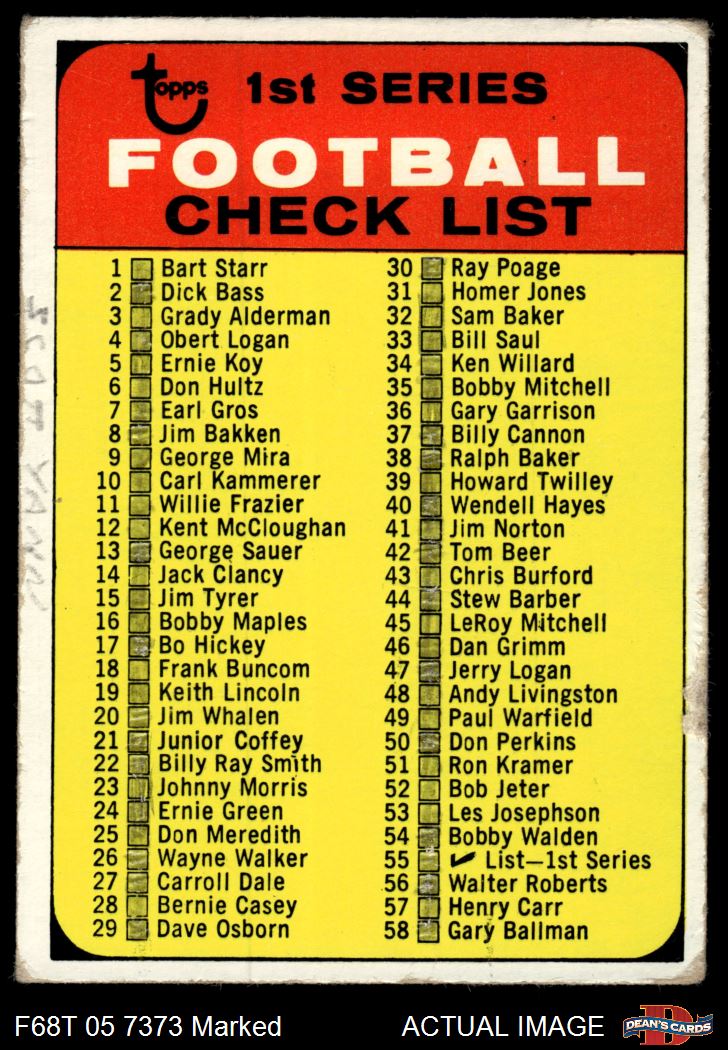 topps 1st SERIES
FOOTBALL
CHECK LIST
1 Bart Starr
2 Dick Bass
3 Grady Alderman
4 Obert Logan
5 Ernie Koy
6 Don Hultz
7 Earl Gros
8 Jim Bakken
9 George Mira
10 Carl Kammerer
11 Willie Frazier
12 Kent McCloughan
13 George Sauer
14 Jack Clancy
15 Jim Tyrer
16 Bobby Maples
17 Bo Hickey
18 Frank Buncom
19 Keith Lincoln
20 Jim Whalen
21 Junior Coffey
22 Billy Ray Smith
23 Johnny Morris
24 Ernie Green
25 Don Meredith
26 Wayne Walker
27 Carroll Dale
28 Bernie Casey
29 Dave Osborn
30 Ray Poage
31 Homer Jones
32 Sam Baker
33 Bill Saul
34 Ken Willard
35 Bobby Mitchell
36 Gary Garrison
37 Billy Cannon
38 Ralph Baker
39 Howard Twilley
40 Wendell Hayes
41 Jim Norton
42 Tom Beer
43 Chris Burford
44 Stew Barber
45 LeRoy Mitchell
46 Dan Grimm
47 Jerry Logan
48 Andy Livingston
49 Paul Warfield
50 Don Perkins
51 Ron Kramer
52 Bob Jeter
53 Les Josephson
54 Bobby Walden
55 ✓ List—1st Series
56 Walter Roberts
57 Henry Carr
58 Gary Ballman
F68T 05 7373 Marked
ACTUAL IMAGE
D
DEAN'S CARDS